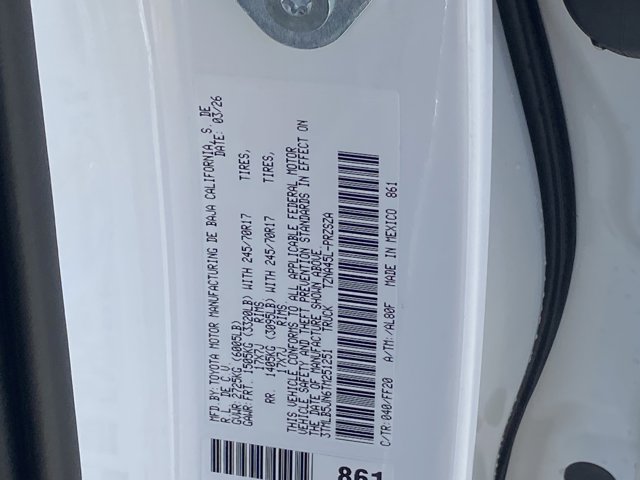 MFD.BY: TOYOTA MOTOR MANUFACTURING DE BAJA CALIFORNIA, S. DE
R. L. DE C.V. DATE: 03/26
GVWR: 2725KG (6005LB)
GAWR: FRT. 1505KG (3320LB) WITH 245/70R17 TIRES,
17X7J RIMS
RR. 1405KG (3095LB) WITH 245/70R17 TIRES,
17X7J RIMS
THIS VEHICLE CONFORMS TO ALL APPLICABLE FEDERAL MOTOR
VEHICLE SAFETY AND THEFT PREVENTION STANDARDS IN EFFECT ON
THE DATE OF MANUFACTURE SHOWN ABOVE.
3TMLB5JN6TM251251 TRUCK TZNA45L-PRZSZA
C/TR:040/FF20 A/TM:/AL80F MADE IN MEXICO 861
861